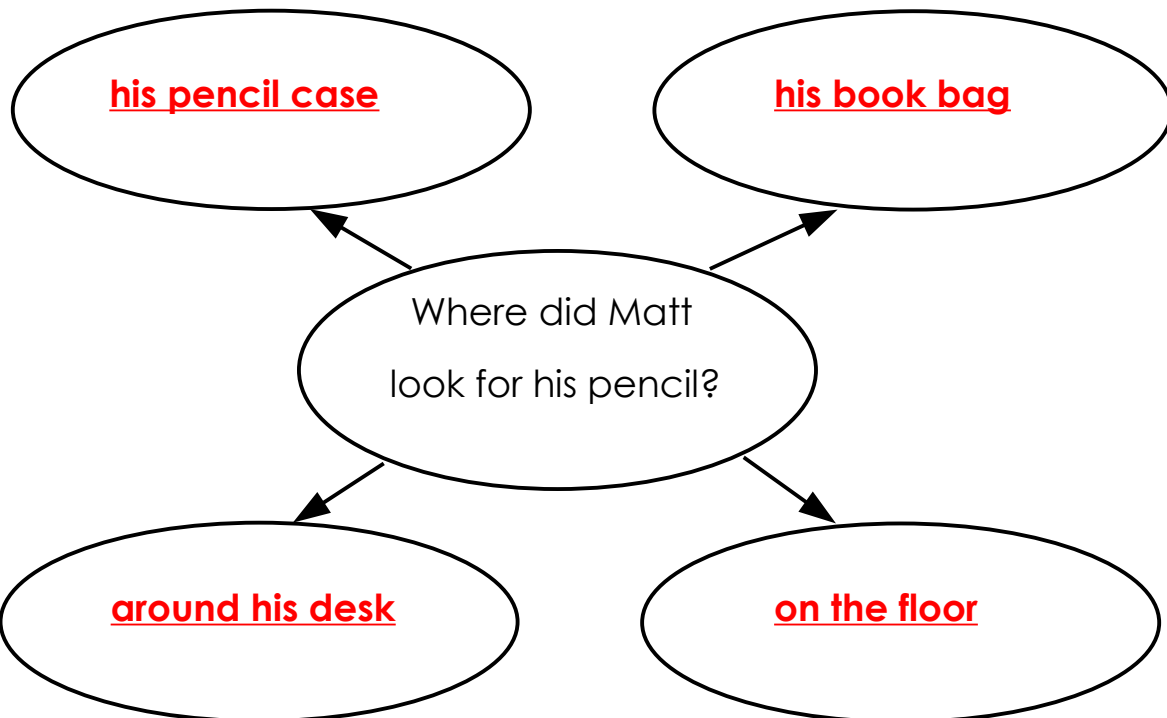 his pencil case
his book bag
Where did Matt
look for his pencil?
around his desk
on the floor